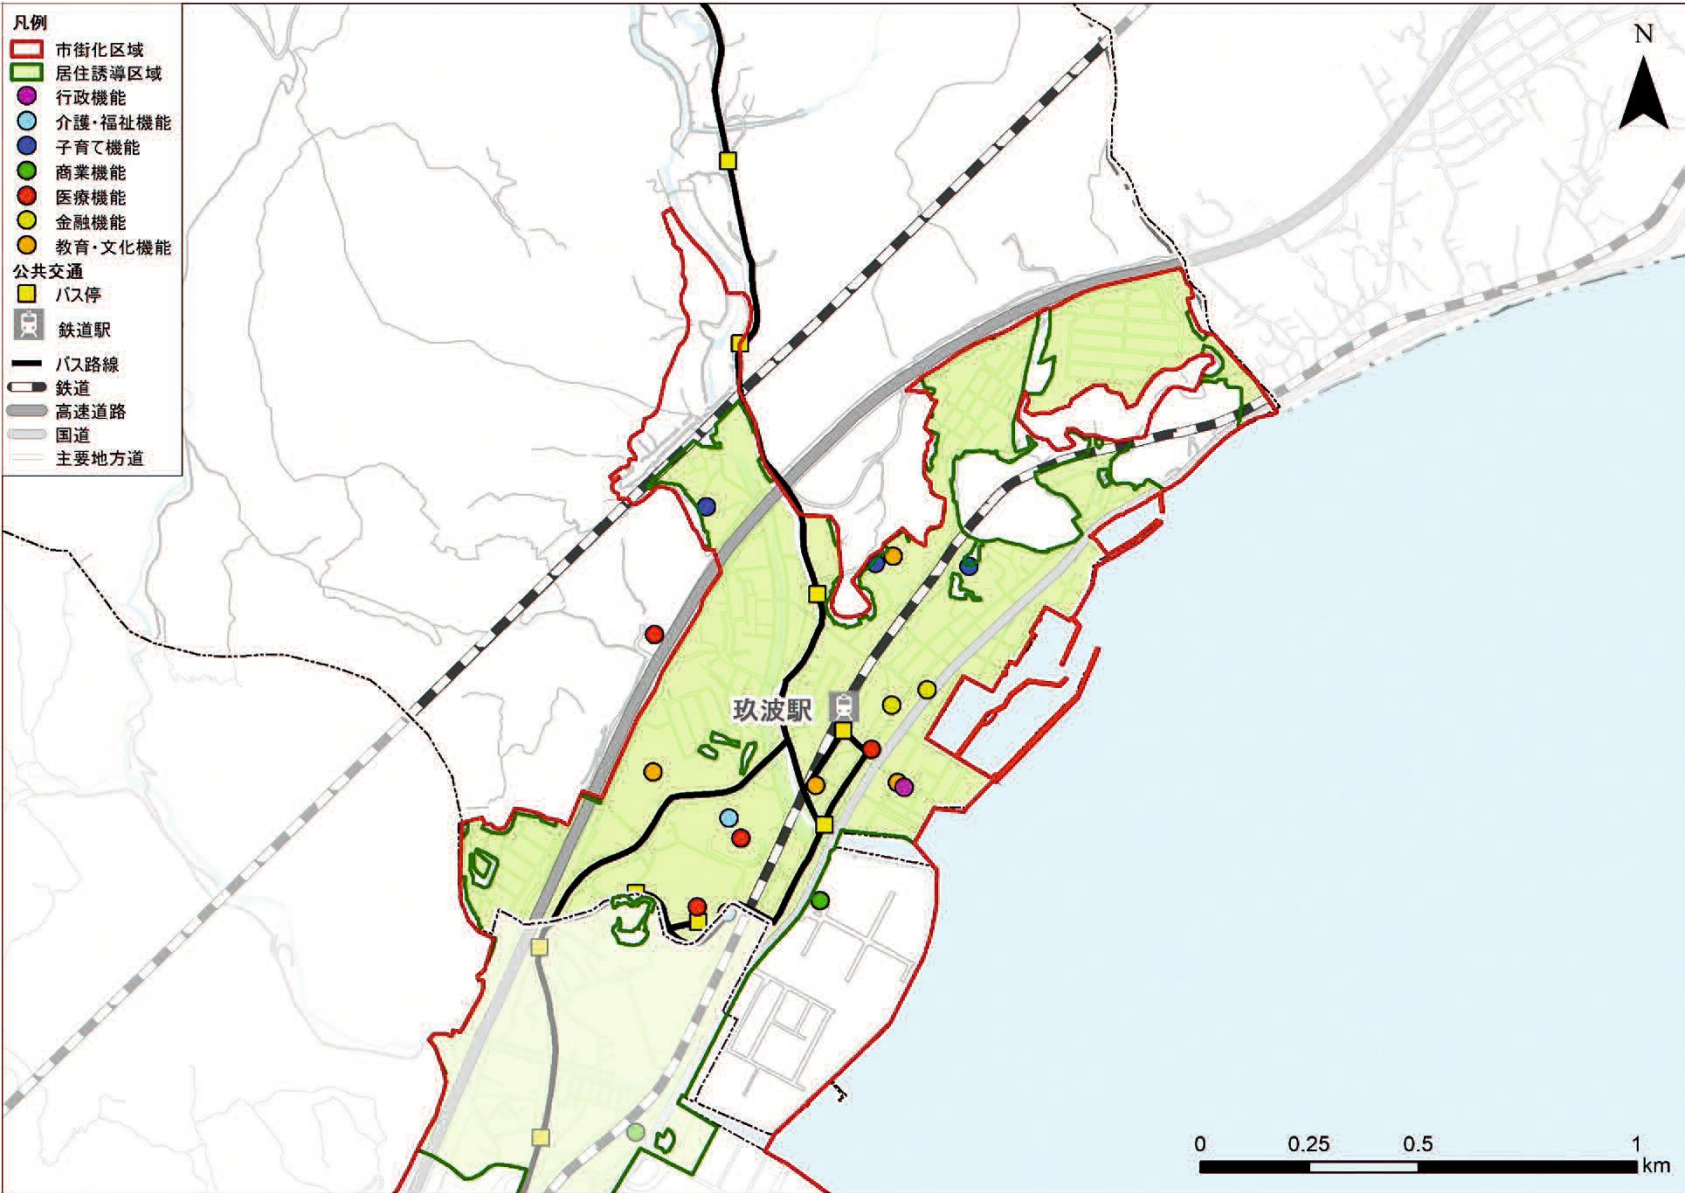 凡例
市街化区域
居住誘導区域
行政機能
介護・福祉機能
子育て機能
商業機能
医療機能
金融機能
教育・文化機能
公共交通
バス停
鉄道駅
バス路線
鉄道
高速道路
国道
主要地方道
N
玖波駅
0 0.25 0.5 1
km